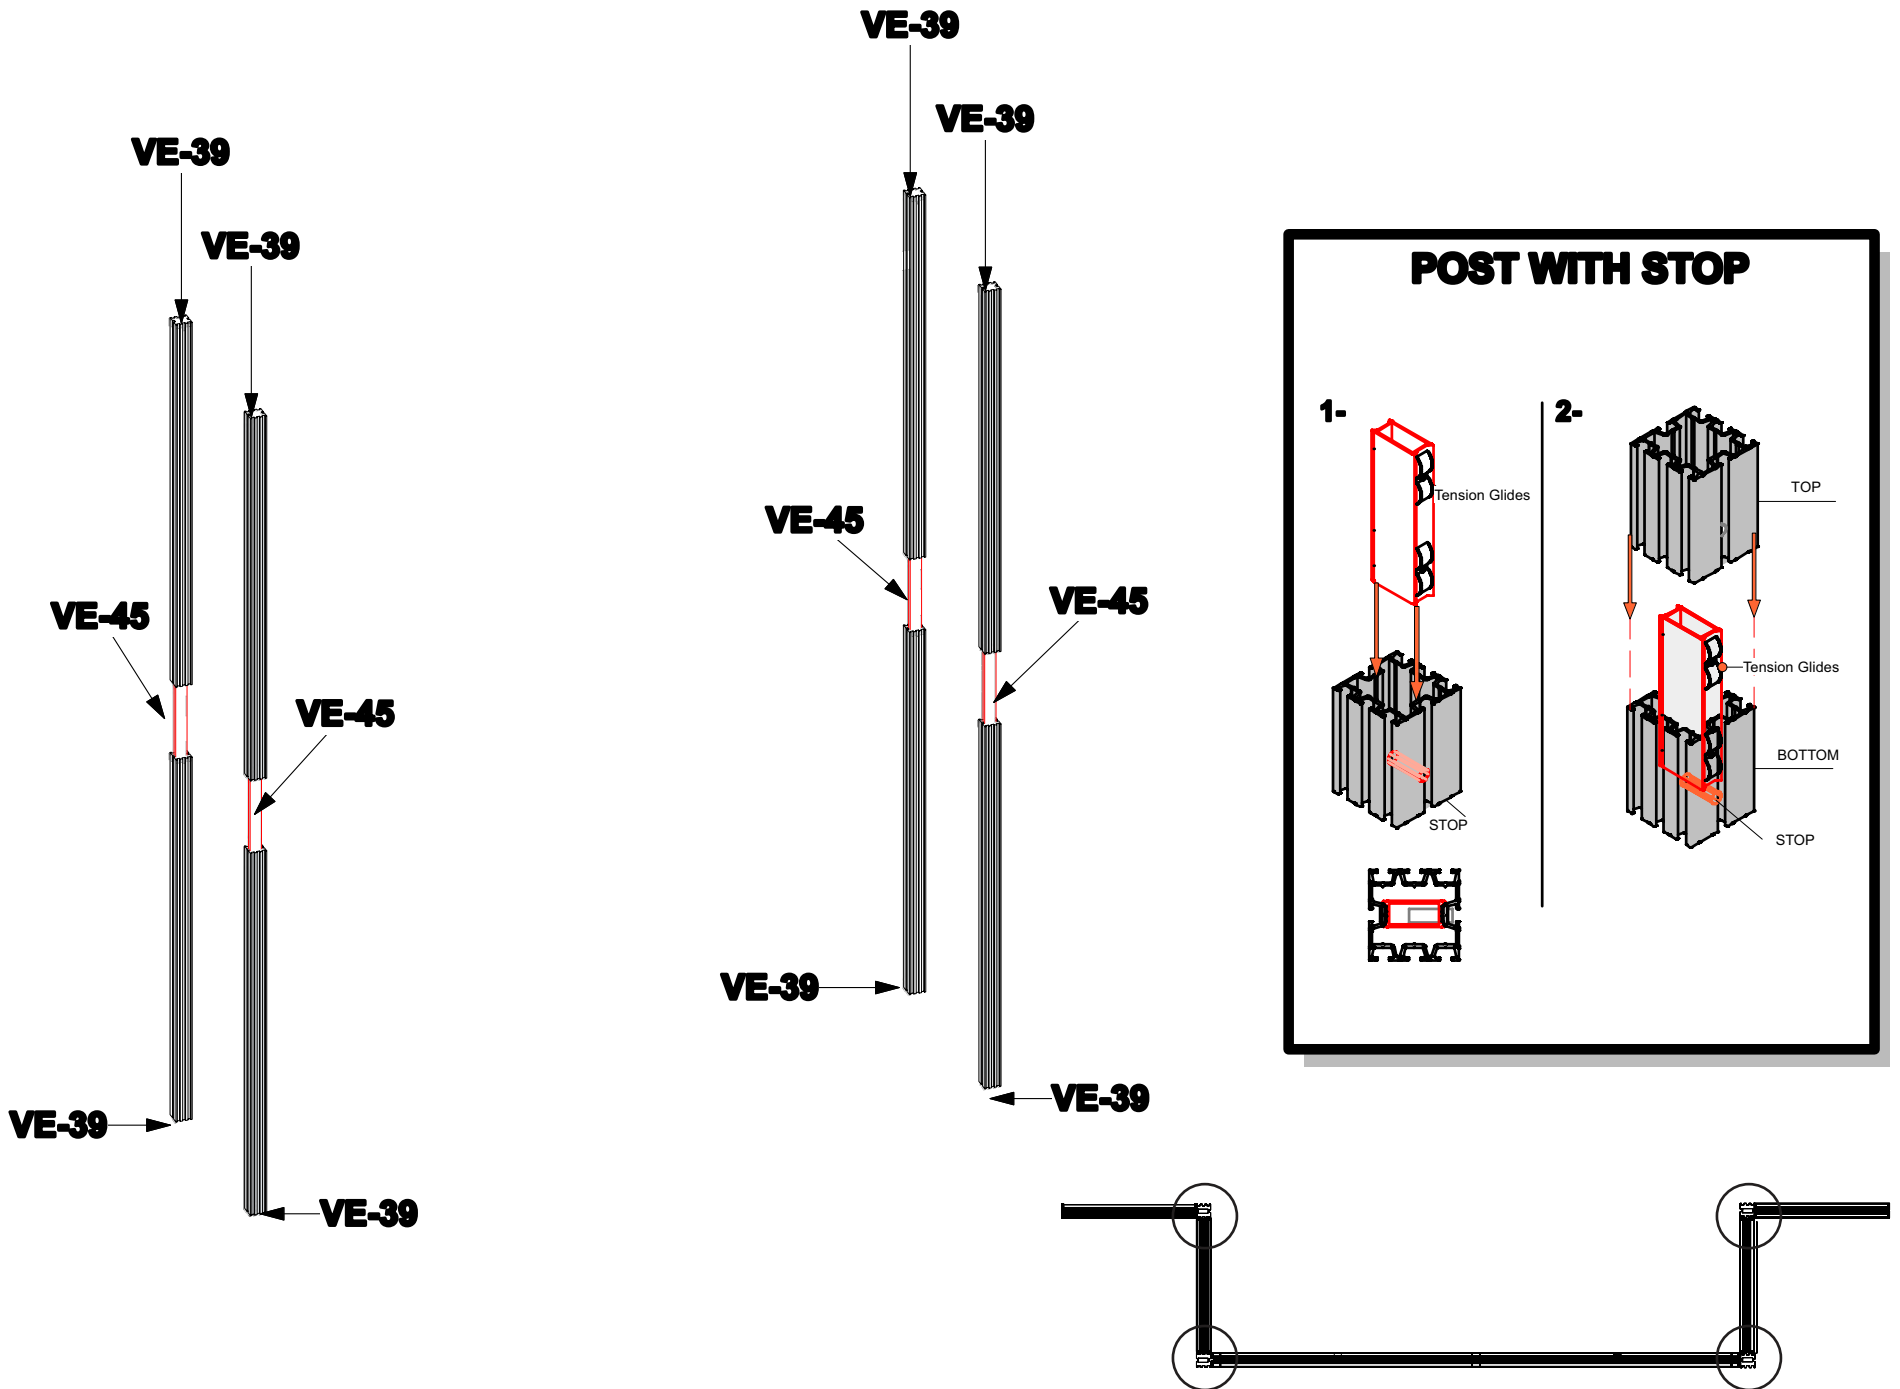 VE-39
VE-39
VE-39
VE-39
VE-45
VE-45
VE-45
VE-45
VE-39
VE-39
VE-39
VE-39
POST WITH STOP
1-
Tension Glides
STOP
2-
TOP
Tension Glides
BOTTOM
STOP